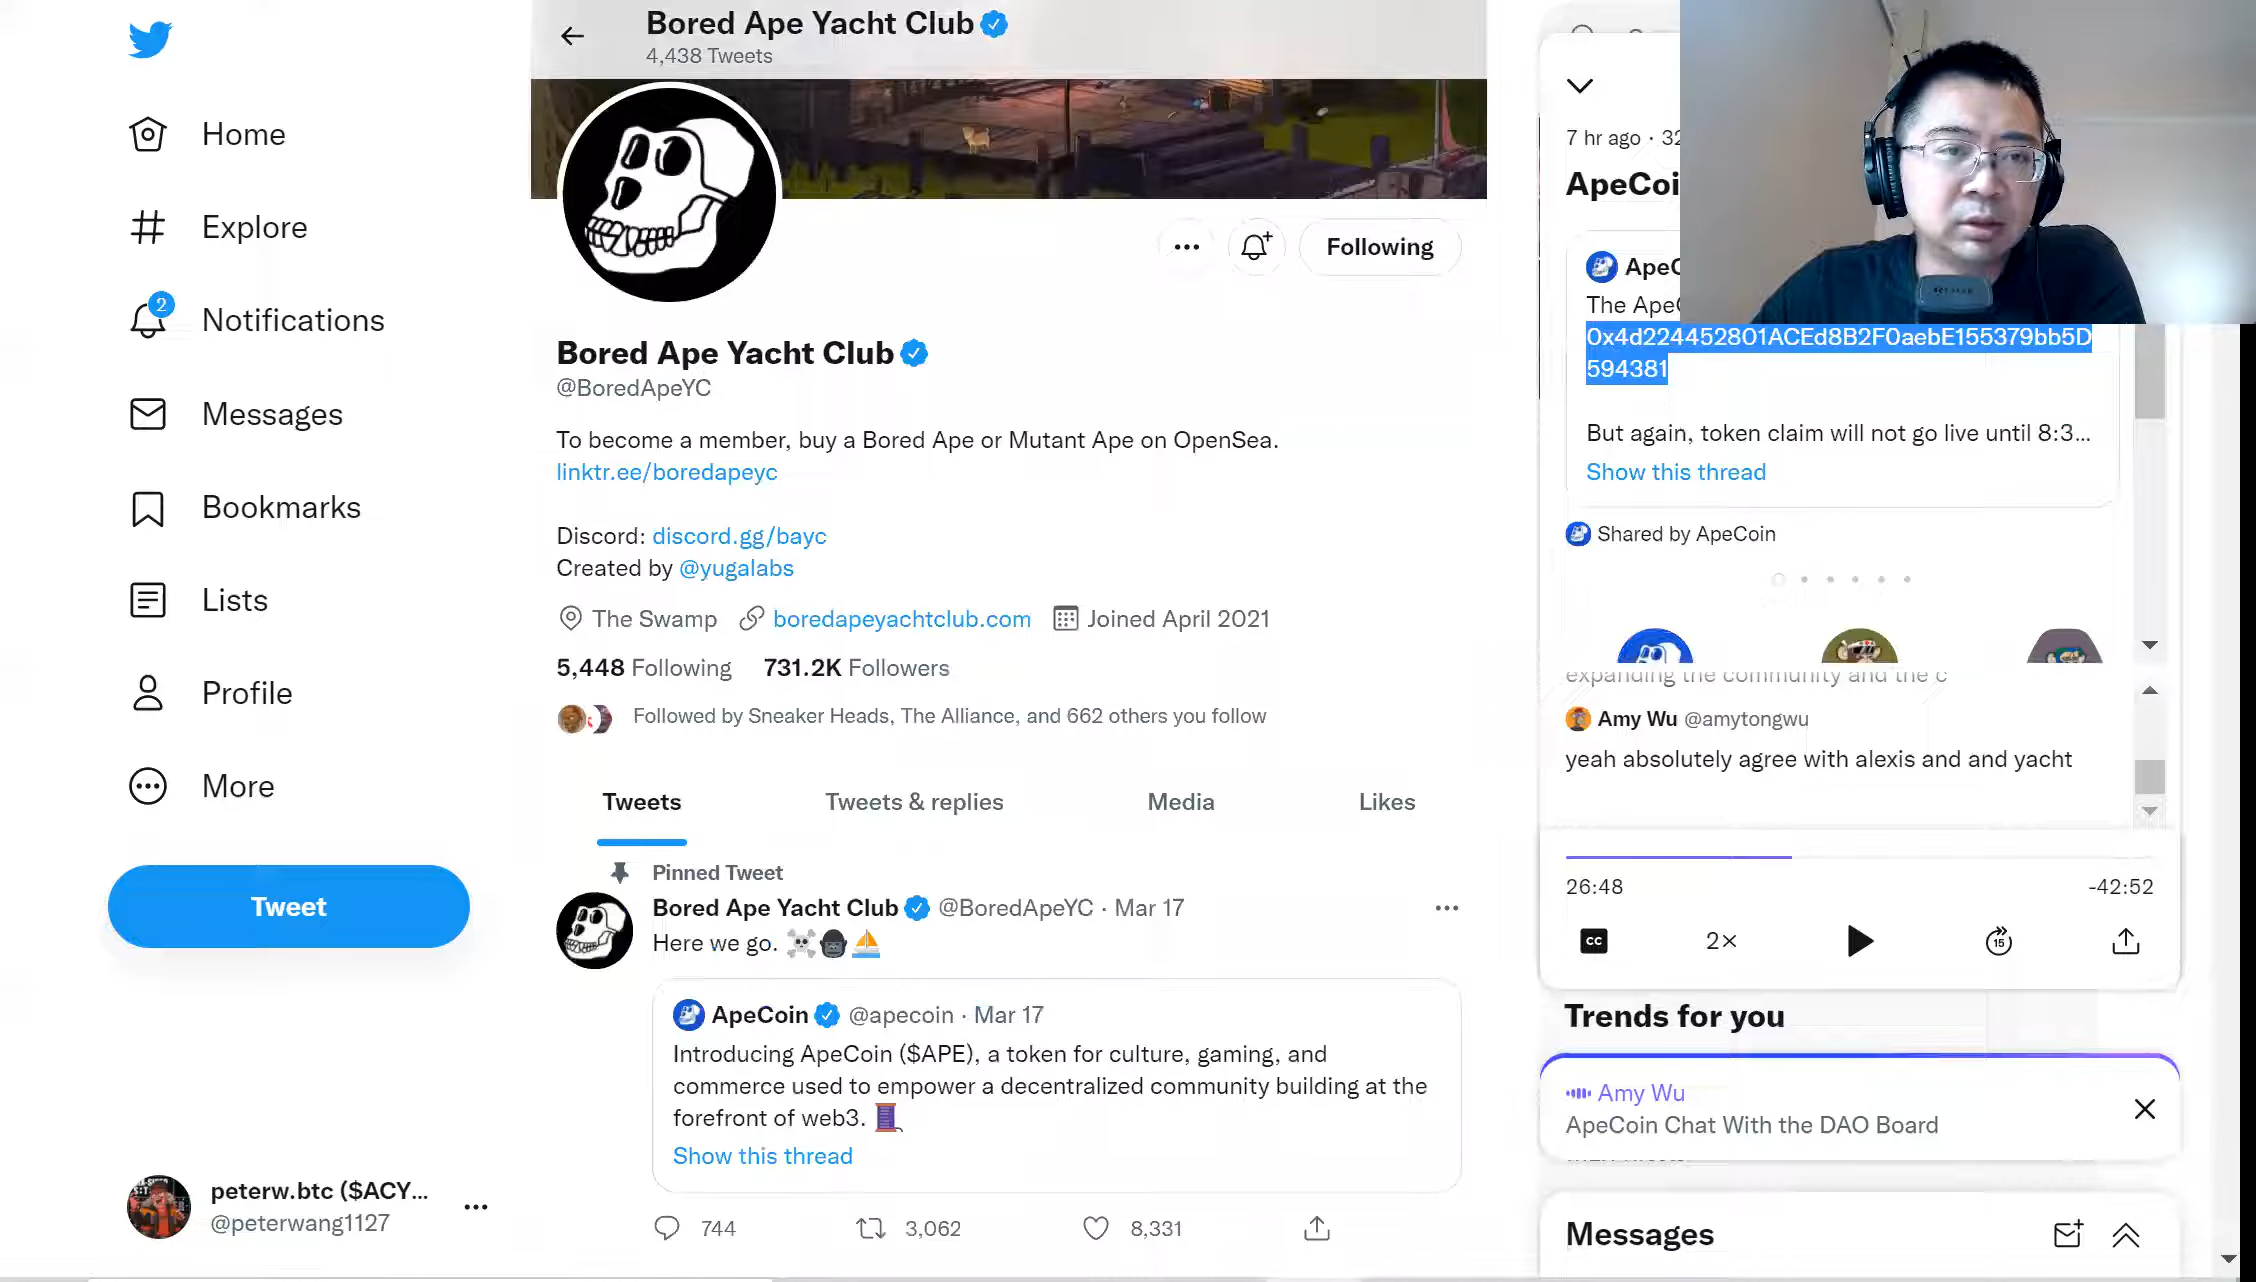 Home
Explore
2
Notifications
Messages
Bookmarks
Lists
Profile
More
Tweet
peterw.btc ($ACY...
@peterwang1127
Bored Ape Yacht Club
4,438 Tweets
Following
Bored Ape Yacht Club
@BoredApeYC
To become a member, buy a Bored Ape or Mutant Ape on OpenSea.
linktr.ee/boredapeyc
Discord: discord.gg/bayc
Created by @yugalabs
The Swamp boredapeyachtclub.com Joined April 2021
5,448 Following 731.2K Followers
Followed by Sneaker Heads, The Alliance, and 662 others you follow
Tweets Tweets & replies Media Likes
Pinned Tweet
Bored Ape Yacht Club @BoredApeYC · Mar 17
Here we go. ☠️🦍⛵
ApeCoin @apecoin · Mar 17
Introducing ApeCoin ($APE), a token for culture, gaming, and
commerce used to empower a decentralized community building at the
forefront of web3. 🧵
Show this thread
744 3,062 8,331
7 hr ago · 32
ApeCoi
ApeC
The Ape
0x4d224452801ACEd8B2F0aebE155379bb5D
594381
But again, token claim will not go live until 8:3...
Show this thread
Shared by ApeCoin
expanding the community and the c
Amy Wu @amytongwu
yeah absolutely agree with alexis and and yacht
26:48 -42:52
CC 2× 15
Trends for you
Amy Wu
ApeCoin Chat With the DAO Board
Messages